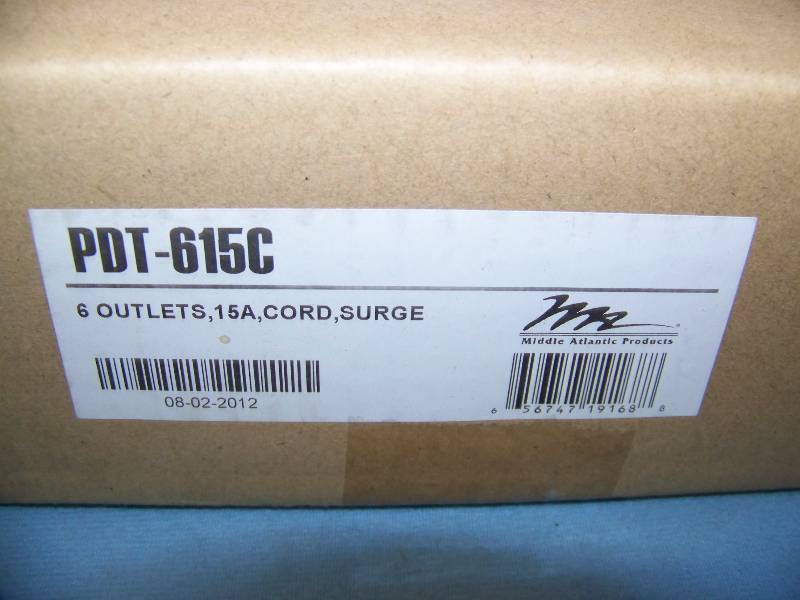 PDT-615C
6 OUTLETS,15A,CORD,SURGE
Middle Atlantic Products
08-02-2012
6 56747 19168 8